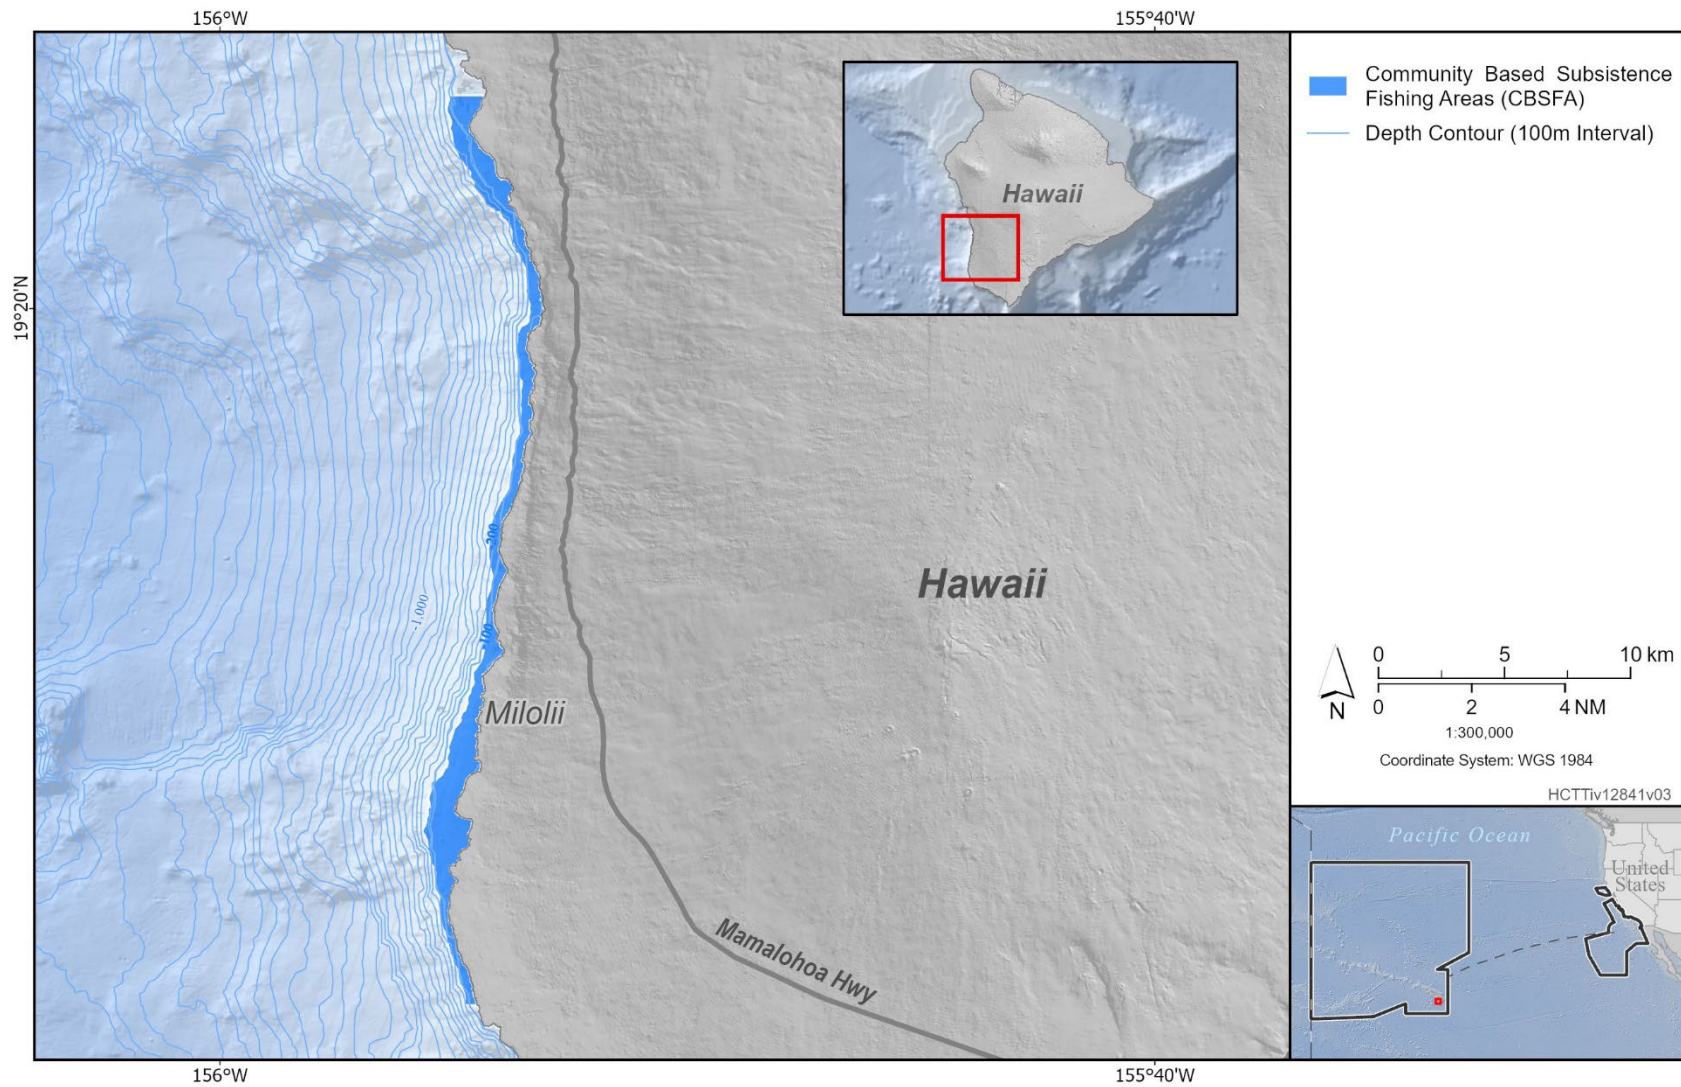 156°W
155°40'W
19°20'N
Hawaii
-200
-1,000
-100
Hawaii
Milolii
Mamalohoa Hwy
156°W
155°40'W
Community Based Subsistence
Fishing Areas (CBSFA)
Depth Contour (100m Interval)
0 5 10 km
N
0 2 4 NM
1:300,000
Coordinate System: WGS 1984
HCTTiv12841v03
Pacific Ocean
United
States